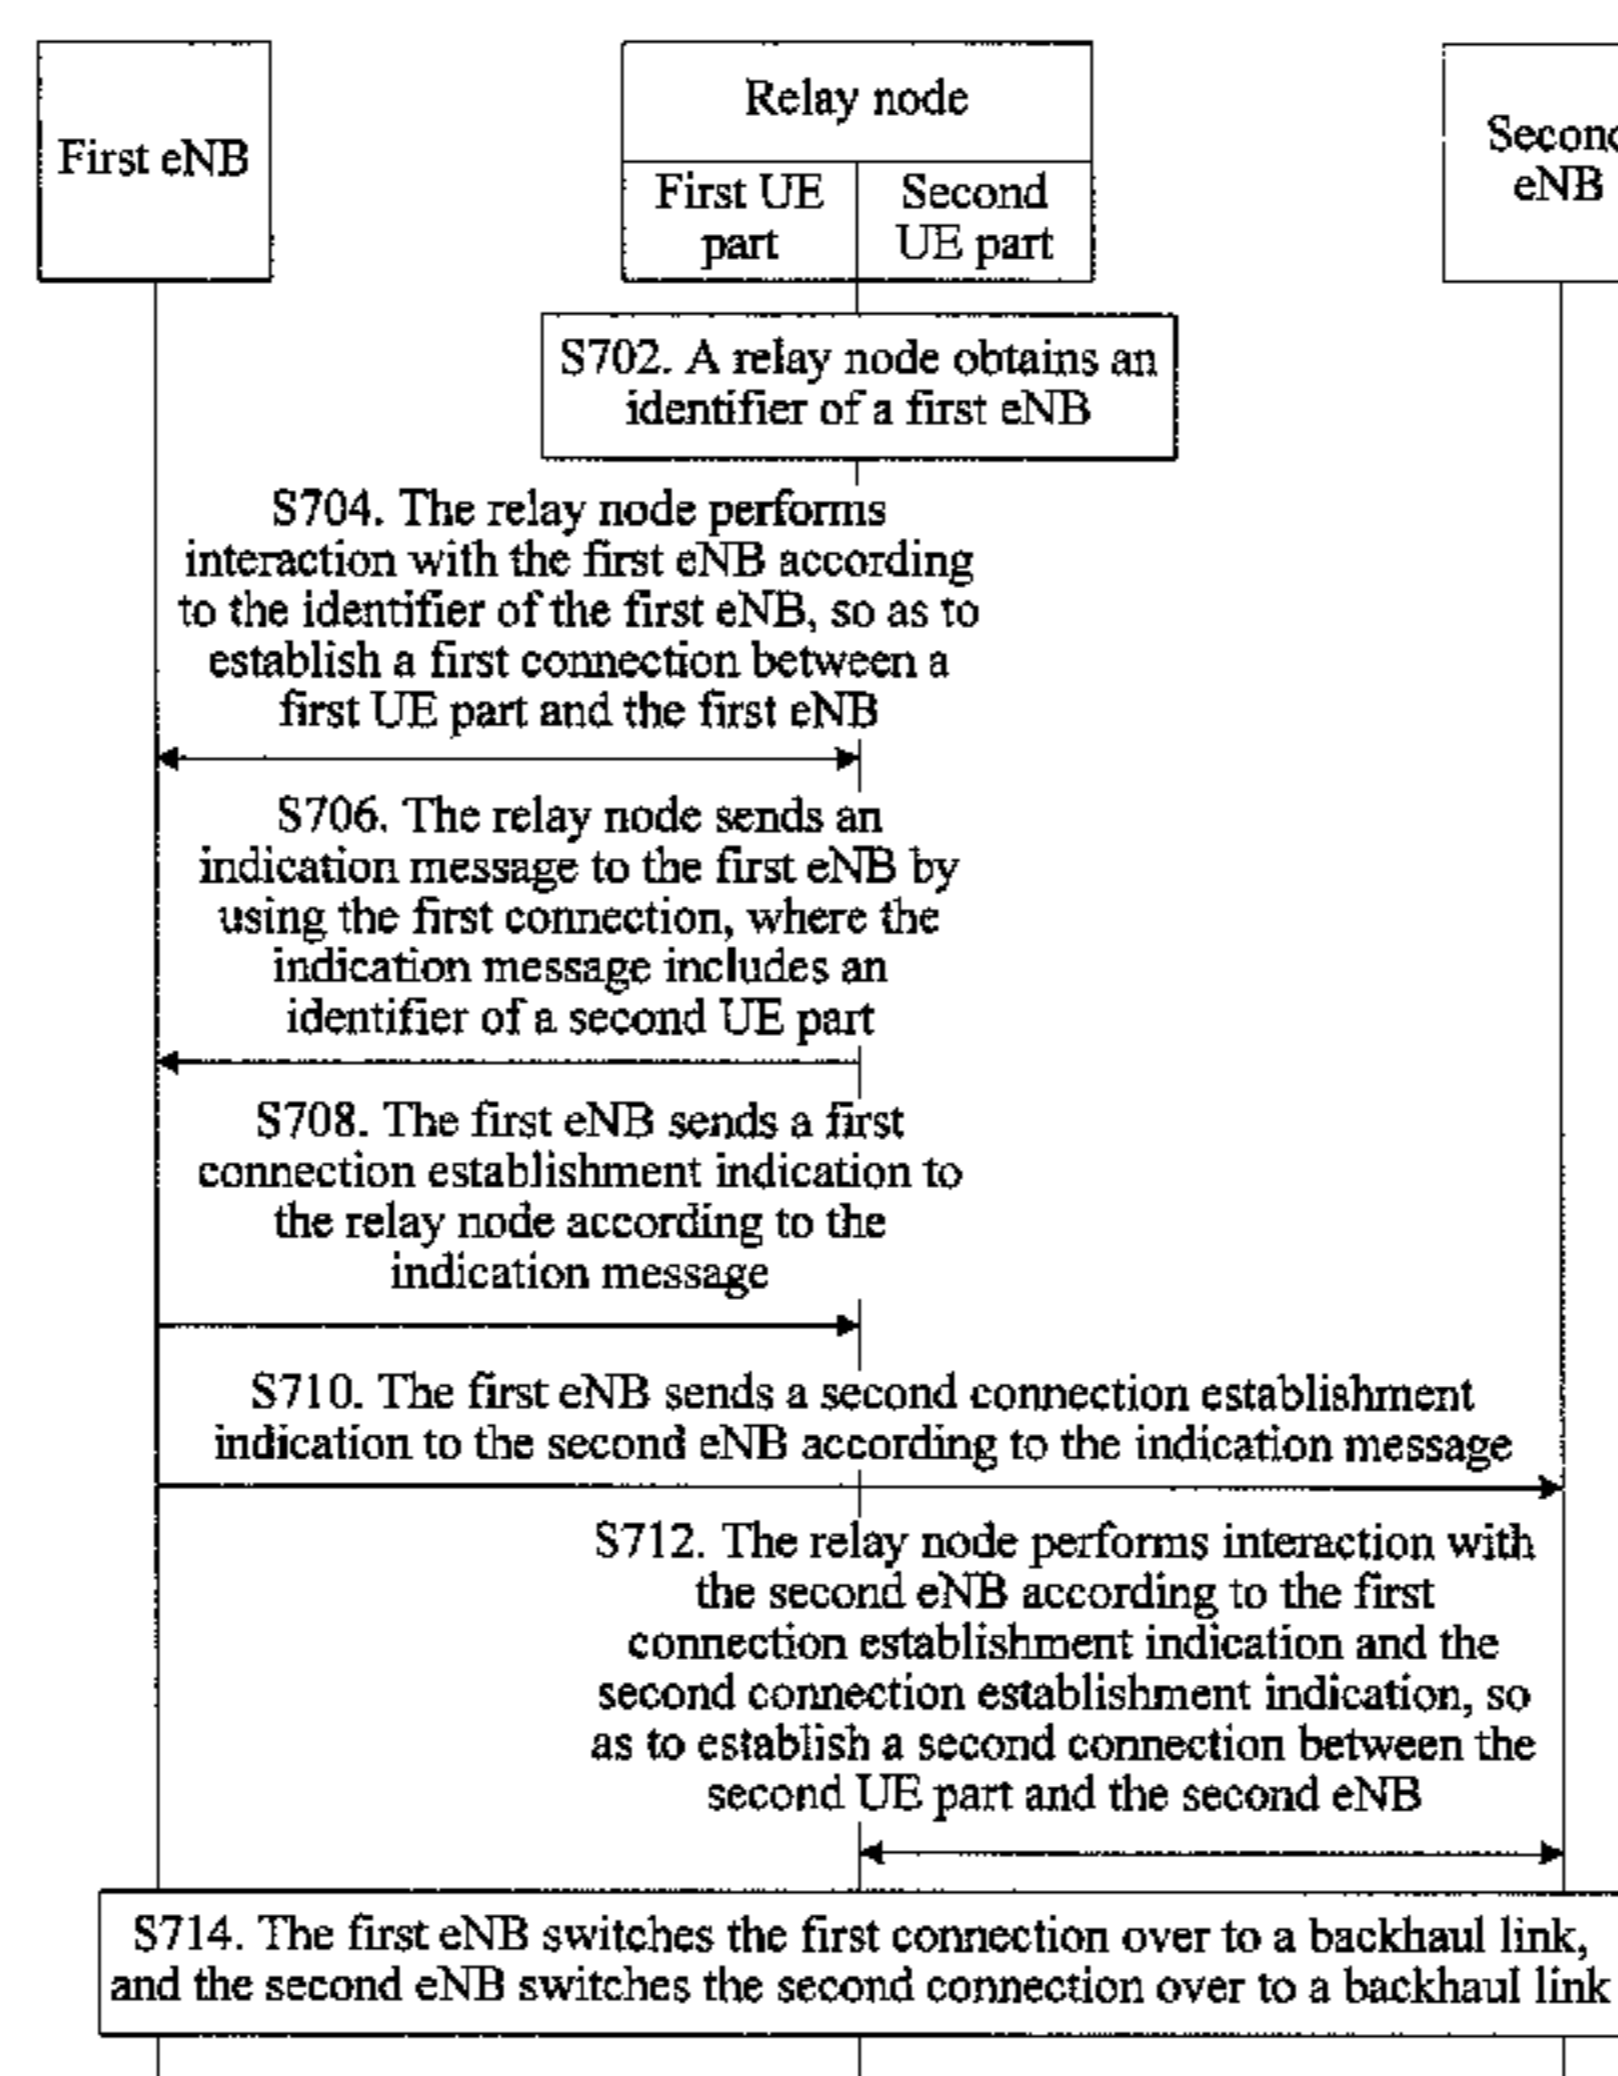 First eNB
Relay node
First UE
part
Second
UE part
Second
eNB
S702. A relay node obtains an
identifier of a first eNB
S704. The relay node performs
interaction with the first eNB according
to the identifier of the first eNB, so as to
establish a first connection between a
first UE part and the first eNB
S706. The relay node sends an
indication message to the first eNB by
using the first connection, where the
indication message includes an
identifier of a second UE part
S708. The first eNB sends a first
connection establishment indication to
the relay node according to the
indication message
S710. The first eNB sends a second connection establishment
indication to the second eNB according to the indication message
S712. The relay node performs interaction with
the second eNB according to the first
connection establishment indication and the
second connection establishment indication, so
as to establish a second connection between the
second UE part and the second eNB
S714. The first eNB switches the first connection over to a backhaul link,
and the second eNB switches the second connection over to a backhaul link